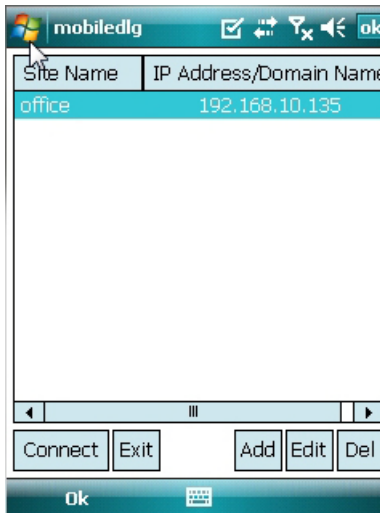 mobiledlg ok
Site Name IP Address/Domain Name
office 192.168.10.135
Connect Exit Add Edit Del
Ok